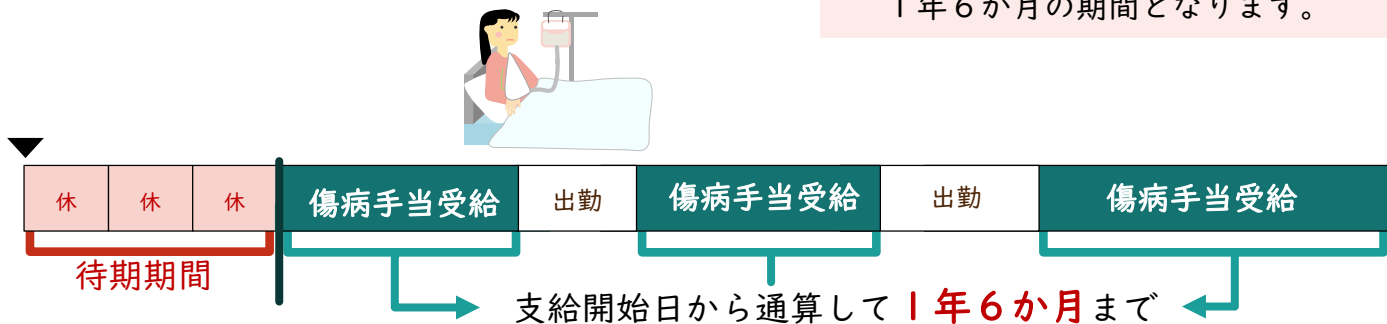 1年6か月の期間となります。
休 休 休 傷病手当受給 出勤 傷病手当受給 出勤 傷病手当受給
待期期間
支給開始日から通算して1年6か月まで